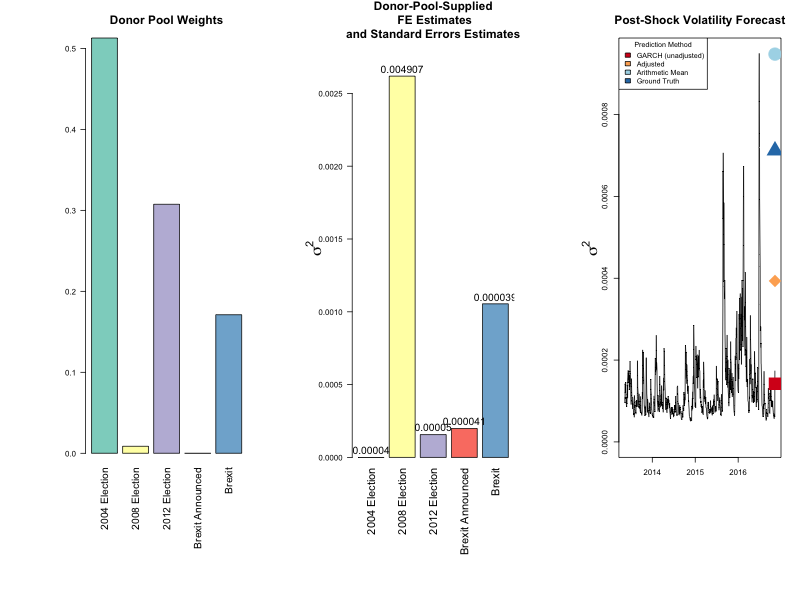 Donor Pool Weights
0.5
0.4
0.3
0.2
0.1
0.0
2004 Election
2008 Election
2012 Election
Brexit Announced
Brexit
Donor-Pool-Supplied
FE Estimates
and Standard Errors Estimates
σ²
0.0025
0.0020
0.0015
0.0010
0.0005
0.0000
0.004907
0.00004
0.00005
0.000041
0.000039
2004 Election
2008 Election
2012 Election
Brexit Announced
Brexit
Post-Shock Volatility Forecast
Prediction Method
GARCH (unadjusted)
Adjusted
Arithmetic Mean
Ground Truth
σ²
0.0008
0.0006
0.0004
0.0002
0.0000
2014
2015
2016